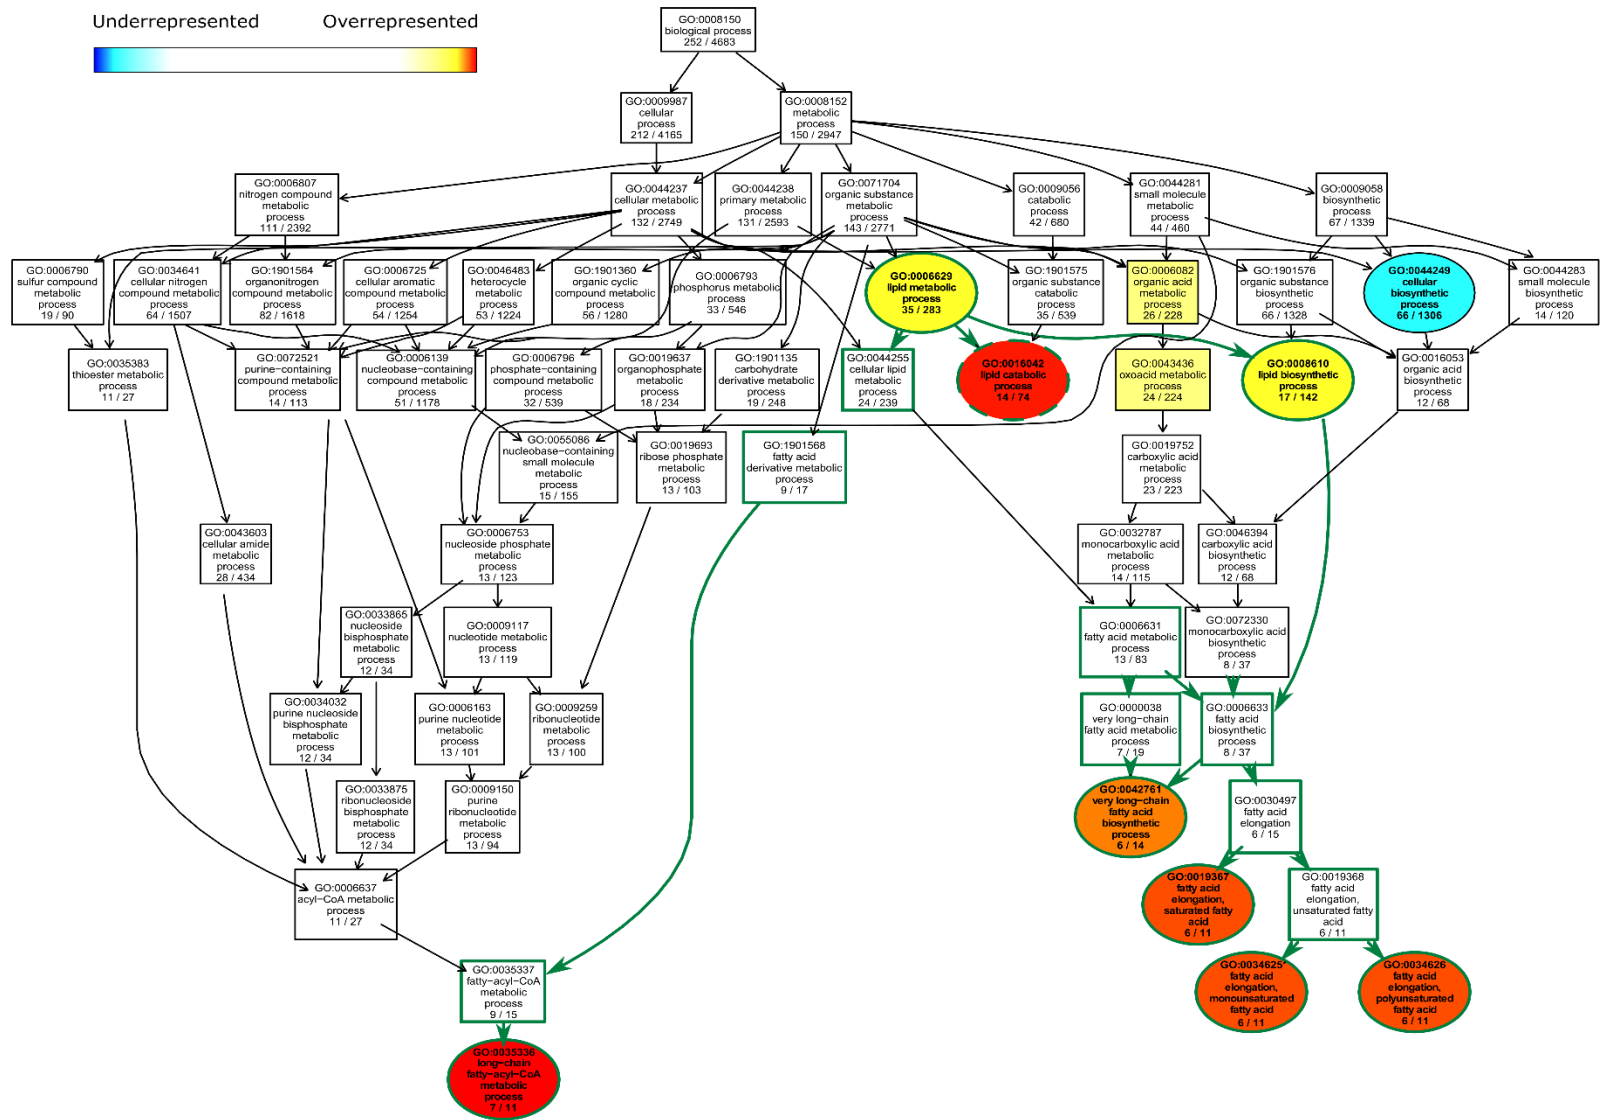 Underrepresented
Overrepresented
GO:0008150
biological process
252 / 4683
GO:0009987
cellular
process
212 / 4165
GO:0008152
metabolic
process
150 / 2947
GO:0006807
nitrogen compound
metabolic
process
111 / 2392
GO:0044237
cellular metabolic
process
132 / 2749
GO:0044238
primary metabolic
process
131 / 2593
GO:0071704
organic substance
metabolic
process
143 / 2771
GO:0009056
catabolic
process
42 / 680
GO:0044281
small molecule
metabolic
process
44 / 460
GO:0009058
biosynthetic
process
67 / 1339
GO:0006790
sulfur compound
metabolic
process
19 / 90
GO:0034641
cellular nitrogen
compound metabolic
process
64 / 1507
GO:1901564
organonitrogen
compound metabolic
process
82 / 1618
GO:0006725
cellular aromatic
compound metabolic
process
54 / 1254
GO:0046483
heterocycle
metabolic
process
53 / 1224
GO:1901360
organic cyclic
compound metabolic
process
56 / 1280
GO:0006793
phosphorus metabolic
process
33 / 546
GO:0006629
lipid metabolic
process
35 / 283
GO:1901575
organic substance
catabolic
process
35 / 539
GO:0006082
organic acid
metabolic
process
26 / 228
GO:1901576
organic substance
biosynthetic
process
66 / 1328
GO:0044249
cellular
biosynthetic
process
66 / 1306
GO:0044283
small molecule
biosynthetic
process
14 / 120
GO:0035383
thioester metabolic
process
11 / 27
GO:0072521
purine−containing
compound metabolic
process
14 / 113
GO:0006139
nucleobase−containing
compound metabolic
process
51 / 1178
GO:0006796
phosphate−containing
compound metabolic
process
32 / 539
GO:0019637
organophosphate
metabolic
process
18 / 234
GO:1901135
carbohydrate
derivative metabolic
process
19 / 248
GO:0044255
cellular lipid
metabolic
process
24 / 239
GO:0016042
lipid catabolic
process
14 / 74
GO:0043436
oxoacid metabolic
process
24 / 224
GO:0008610
lipid biosynthetic
process
17 / 142
GO:0016053
organic acid
biosynthetic
process
12 / 68
GO:0055086
nucleobase−containing
small molecule
metabolic
process
15 / 155
GO:0019693
ribose phosphate
metabolic
process
13 / 103
GO:1901568
fatty acid
derivative metabolic
process
9 / 17
GO:0019752
carboxylic acid
metabolic
process
23 / 223
GO:0043603
cellular amide
metabolic
process
28 / 434
GO:0006753
nucleoside phosphate
metabolic
process
13 / 123
GO:0032787
monocarboxylic acid
metabolic
process
14 / 115
GO:0046394
carboxylic acid
biosynthetic
process
12 / 68
GO:0033865
nucleoside
bisphosphate
metabolic
process
12 / 34
GO:0009117
nucleotide metabolic
process
13 / 119
GO:0006631
fatty acid metabolic
process
13 / 83
GO:0072330
monocarboxylic acid
biosynthetic
process
8 / 37
GO:0034032
purine nucleoside
bisphosphate
metabolic
process
12 / 34
GO:0006163
purine nucleotide
metabolic
process
13 / 101
GO:0009259
ribonucleotide
metabolic
process
13 / 100
GO:0000038
very long−chain
fatty acid metabolic
process
7 / 19
GO:0006633
fatty acid
biosynthetic
process
8 / 37
GO:0033875
ribonucleoside
bisphosphate
metabolic
process
12 / 34
GO:0009150
purine
ribonucleotide
metabolic
process
13 / 94
GO:0042761
very long−chain
fatty acid
biosynthetic
process
6 / 14
GO:0030497
fatty acid
elongation
6 / 15
GO:0006637
acyl−CoA metabolic
process
11 / 27
GO:0019367
fatty acid
elongation,
saturated fatty
acid
6 / 11
GO:0019368
fatty acid
elongation,
unsaturated fatty
acid
6 / 11
GO:0035337
fatty−acyl−CoA
metabolic
process
9 / 15
GO:0034625
fatty acid
elongation,
monounsaturated
fatty acid
6 / 11
GO:0034626
fatty acid
elongation,
polyunsaturated
fatty acid
6 / 11
GO:0035336
long−chain
fatty−acyl−CoA
metabolic
process
7 / 11